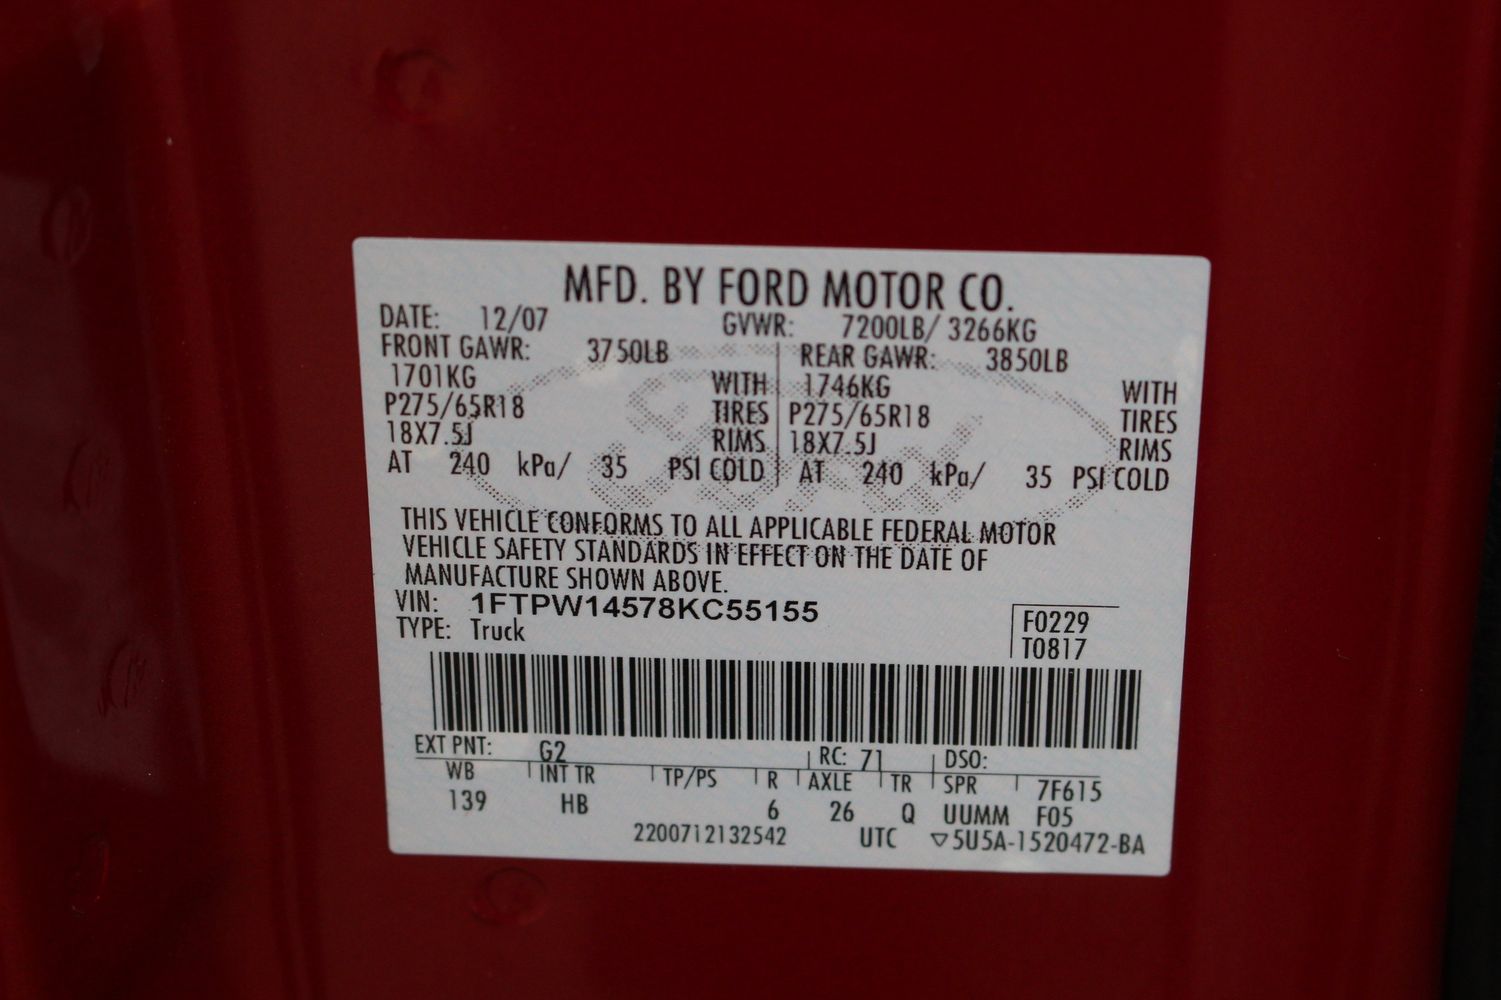 MFD. BY FORD MOTOR CO.
DATE: 12/07 GVWR: 7200LB/ 3266KG
FRONT GAWR: 3750LB REAR GAWR: 3850LB
1701KG WITH 1746KG WITH
P275/65R18 TIRES P275/65R18 TIRES
18X7.5J RIMS 18X7.5J RIMS
AT 240 kPa/ 35 PSI COLD AT 240 kPa/ 35 PSI COLD
THIS VEHICLE CONFORMS TO ALL APPLICABLE FEDERAL MOTOR
VEHICLE SAFETY STANDARDS IN EFFECT ON THE DATE OF
MANUFACTURE SHOWN ABOVE.
VIN: 1FTPW14578KC55155 F0229
TYPE: Truck T0817
EXT PNT: G2 RC: 71 DSO:
WB INT TR TP/PS R AXLE TR SPR 7F615
139 HB 6 26 Q UUMM F05
2200712132542 UTC ▽5U5A-1520472-BA